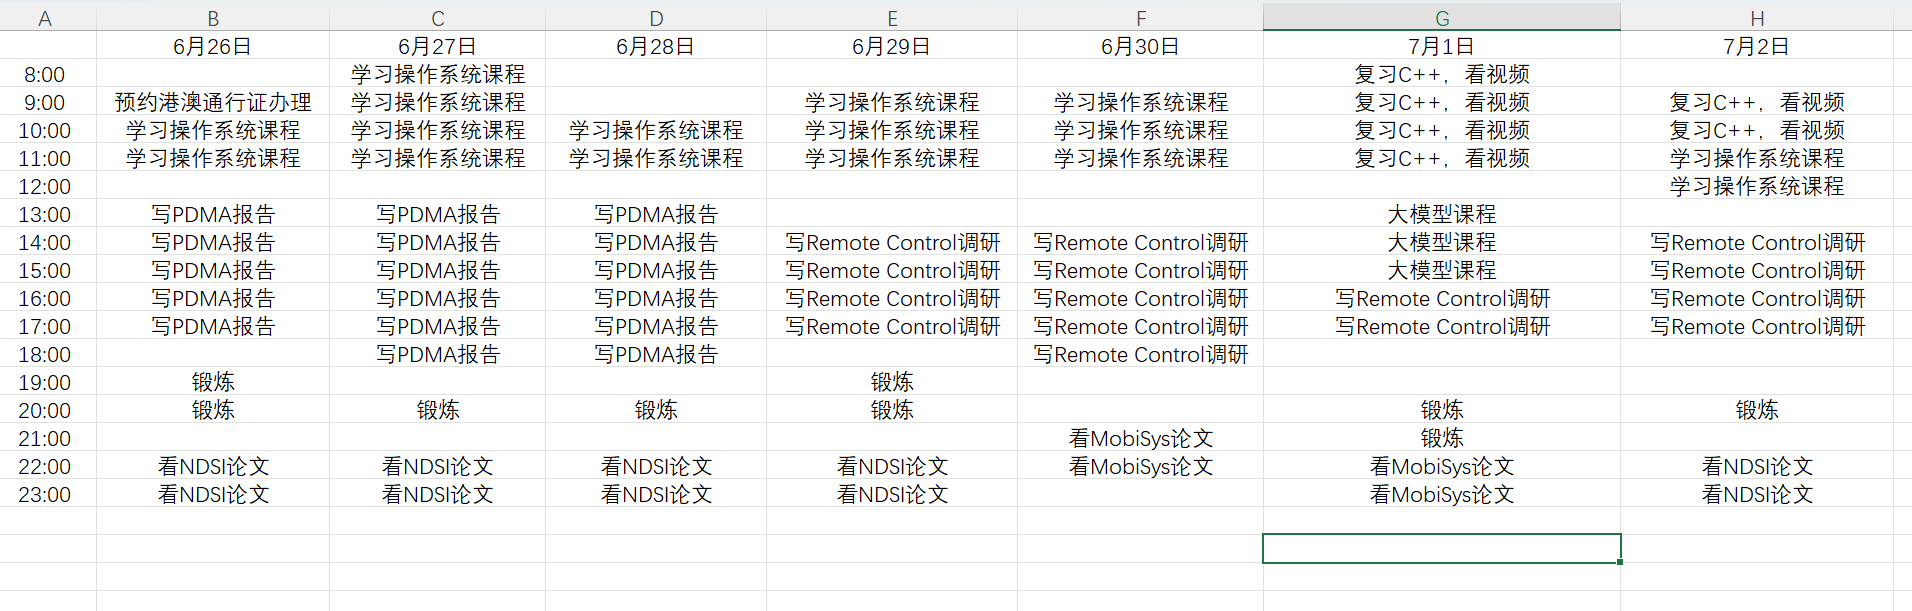 A B C D E F G H
6月26日 6月27日 6月28日 6月29日 6月30日 7月1日 7月2日
8:00 学习操作系统课程 复习C++，看视频
9:00 预约港澳通行证办理 学习操作系统课程 学习操作系统课程 学习操作系统课程 复习C++，看视频 复习C++，看视频
10:00 学习操作系统课程 学习操作系统课程 学习操作系统课程 学习操作系统课程 学习操作系统课程 复习C++，看视频 复习C++，看视频
11:00 学习操作系统课程 学习操作系统课程 学习操作系统课程 学习操作系统课程 学习操作系统课程 复习C++，看视频 学习操作系统课程
12:00 学习操作系统课程
13:00 写PDMA报告 写PDMA报告 写PDMA报告 大模型课程
14:00 写PDMA报告 写PDMA报告 写PDMA报告 写Remote Control调研 写Remote Control调研 大模型课程 写Remote Control调研
15:00 写PDMA报告 写PDMA报告 写PDMA报告 写Remote Control调研 写Remote Control调研 大模型课程 写Remote Control调研
16:00 写PDMA报告 写PDMA报告 写PDMA报告 写Remote Control调研 写Remote Control调研 写Remote Control调研 写Remote Control调研
17:00 写PDMA报告 写PDMA报告 写PDMA报告 写Remote Control调研 写Remote Control调研 写Remote Control调研 写Remote Control调研
18:00 写PDMA报告 写PDMA报告 写Remote Control调研
19:00 锻炼 锻炼
20:00 锻炼 锻炼 锻炼 锻炼 锻炼 锻炼
21:00 看MobiSys论文 锻炼
22:00 看NDSI论文 看NDSI论文 看NDSI论文 看NDSI论文 看MobiSys论文 看MobiSys论文 看NDSI论文
23:00 看NDSI论文 看NDSI论文 看NDSI论文 看NDSI论文 看MobiSys论文 看NDSI论文